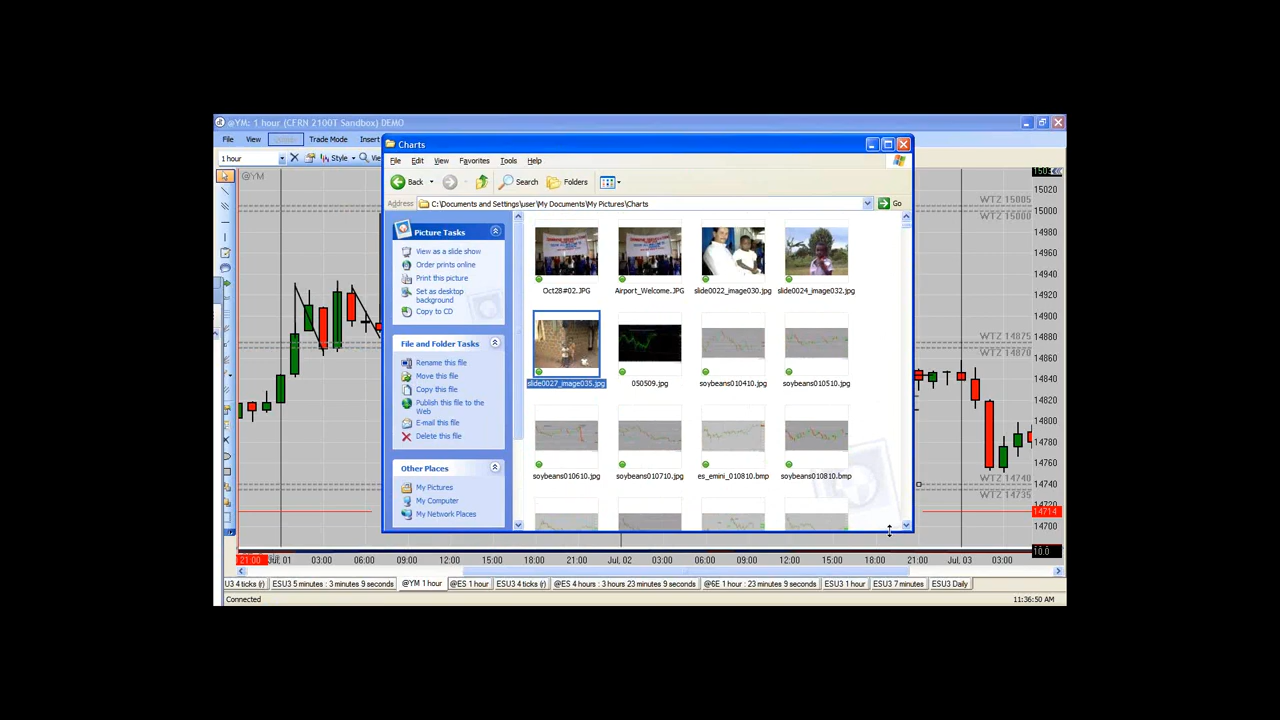 @YM: 1 hour (CFRN 2100T Sandbox) DEMO
File View Trade Mode Insert
1 hour Style
@YM
Charts
File Edit View Favorites Tools Help
Back Search Folders
Address C:\Documents and Settings\user\My Documents\My Pictures\Charts Go
Picture Tasks
View as a slide show
Order prints online
Print this picture
Set as desktop
background
Copy to CD
File and Folder Tasks
Rename this file
Move this file
Copy this file
Publish this file to the
Web
E-mail this file
Delete this file
Other Places
My Pictures
My Computer
My Network Places
Oct28#02.JPG Airport_Welcome.JPG slide0022_image030.jpg slide0024_image032.jpg
slide0027_image035.jpg 050509.jpg soybeans010410.jpg soybeans010510.jpg
soybeans010610.jpg soybeans010710.jpg es_emini_010810.bmp soybeans010810.bmp
15020
WTZ 15005
WTZ 15000
15000
14980
14960
14940
14920
14900
WTZ 14875
WTZ 14870
14860
14840
14820
14800
14780
14760
WTZ 14740
14740
WTZ 14735
14714
14700
10.0
21:00 Jul, 01 03:00 06:00 09:00 12:00 15:00 18:00 21:00 Jul, 02 03:00 06:00 09:00 12:00 15:00 18:00 21:00 Jul, 03 03:00
U3 4 ticks (r) ESU3 5 minutes : 3 minutes 9 seconds @YM 1 hour @ES 1 hour ESU3 4 ticks (r) @ES 4 hours : 3 hours 23 minutes 9 seconds @6E 1 hour : 23 minutes 9 seconds ESU3 1 hour ESU3 7 minutes ESU3 Daily
Connected 11:36:50 AM